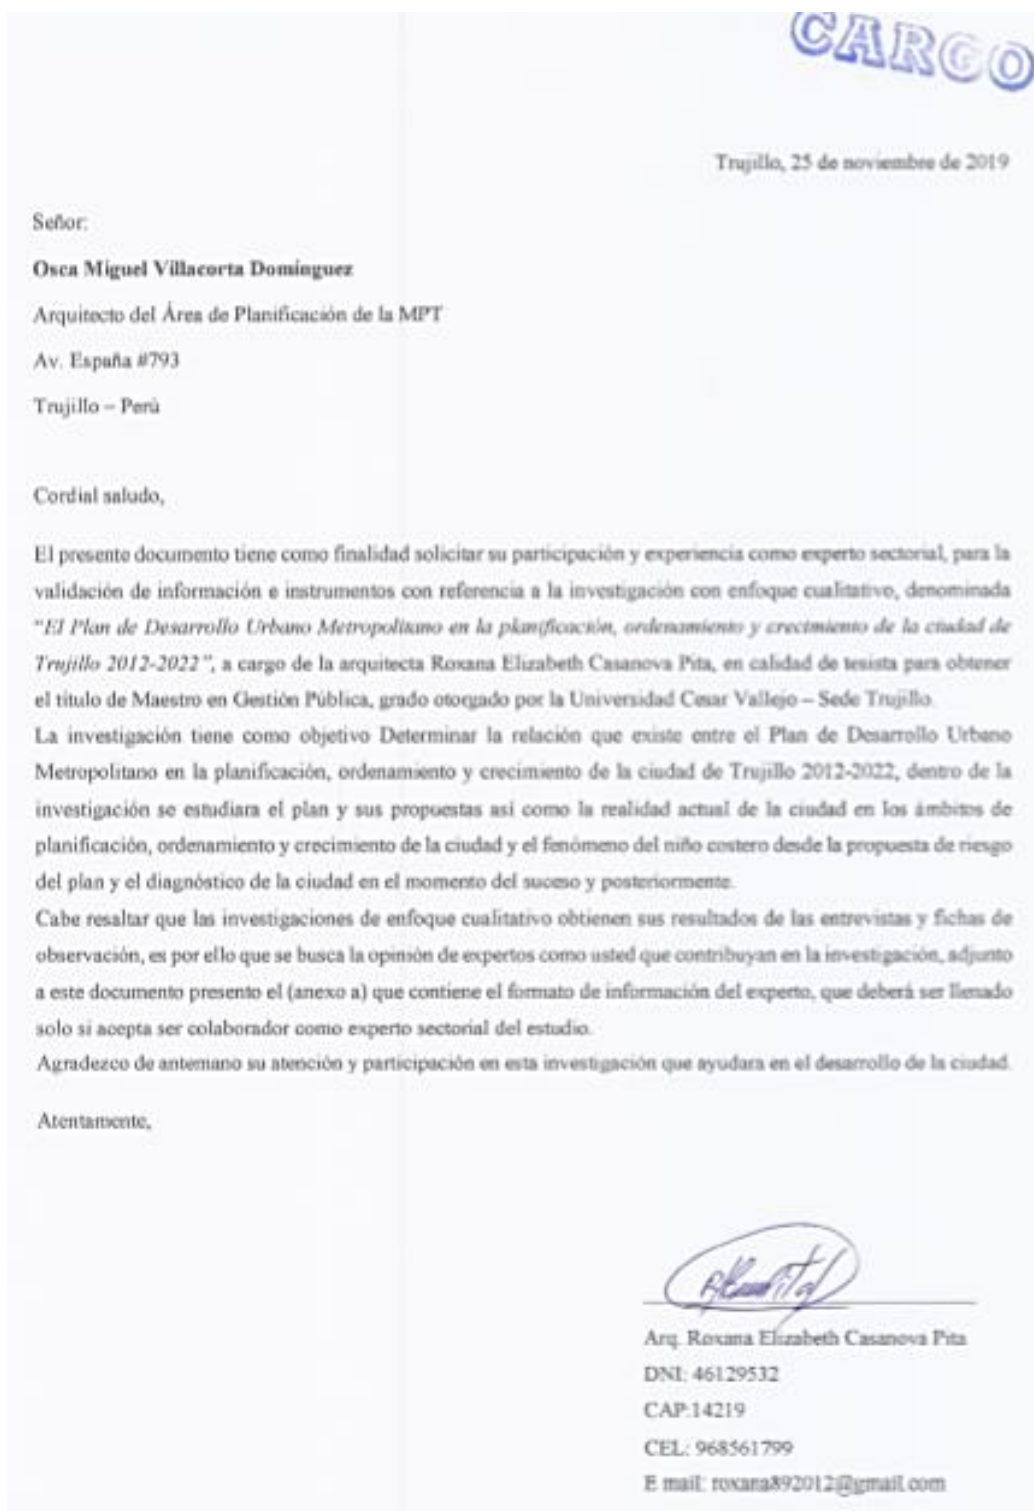 CARGO
Trujillo, 25 de noviembre de 2019
Señor:
Osca Miguel Villacorta Domínguez
Arquitecto del Área de Planificación de la MPT
Av. España #793
Trujillo – Perú
Cordial saludo,
El presente documento tiene como finalidad solicitar su participación y experiencia como experto sectorial, para la
validación de información e instrumentos con referencia a la investigación con enfoque cualitativo, denominada
“El Plan de Desarrollo Urbano Metropolitano en la planificación, ordenamiento y crecimiento de la ciudad de
Trujillo 2012-2022”, a cargo de la arquitecta Roxana Elizabeth Casanova Pita, en calidad de tesista para obtener
el título de Maestro en Gestión Pública, grado otorgado por la Universidad Cesar Vallejo – Sede Trujillo.
La investigación tiene como objetivo Determinar la relación que existe entre el Plan de Desarrollo Urbano
Metropolitano en la planificación, ordenamiento y crecimiento de la ciudad de Trujillo 2012-2022, dentro de la
investigación se estudiara el plan y sus propuestas así como la realidad actual de la ciudad en los ámbitos de
planificación, ordenamiento y crecimiento de la ciudad y el fenómeno del niño costero desde la propuesta de riesgo
del plan y el diagnóstico de la ciudad en el momento del suceso y posteriormente.
Cabe resaltar que las investigaciones de enfoque cualitativo obtienen sus resultados de las entrevistas y fichas de
observación, es por ello que se busca la opinión de expertos como usted que contribuyan en la investigación, adjunto
a este documento presento el (anexo a) que contiene el formato de información del experto, que deberá ser llenado
solo si acepta ser colaborador como experto sectorial del estudio.
Agradezco de antemano su atención y participación en esta investigación que ayudara en el desarrollo de la ciudad.
Atentamente,
Arq. Roxana Elizabeth Casanova Pita
DNI: 46129532
CAP:14219
CEL: 968561799
E mail: roxana892012@gmail.com